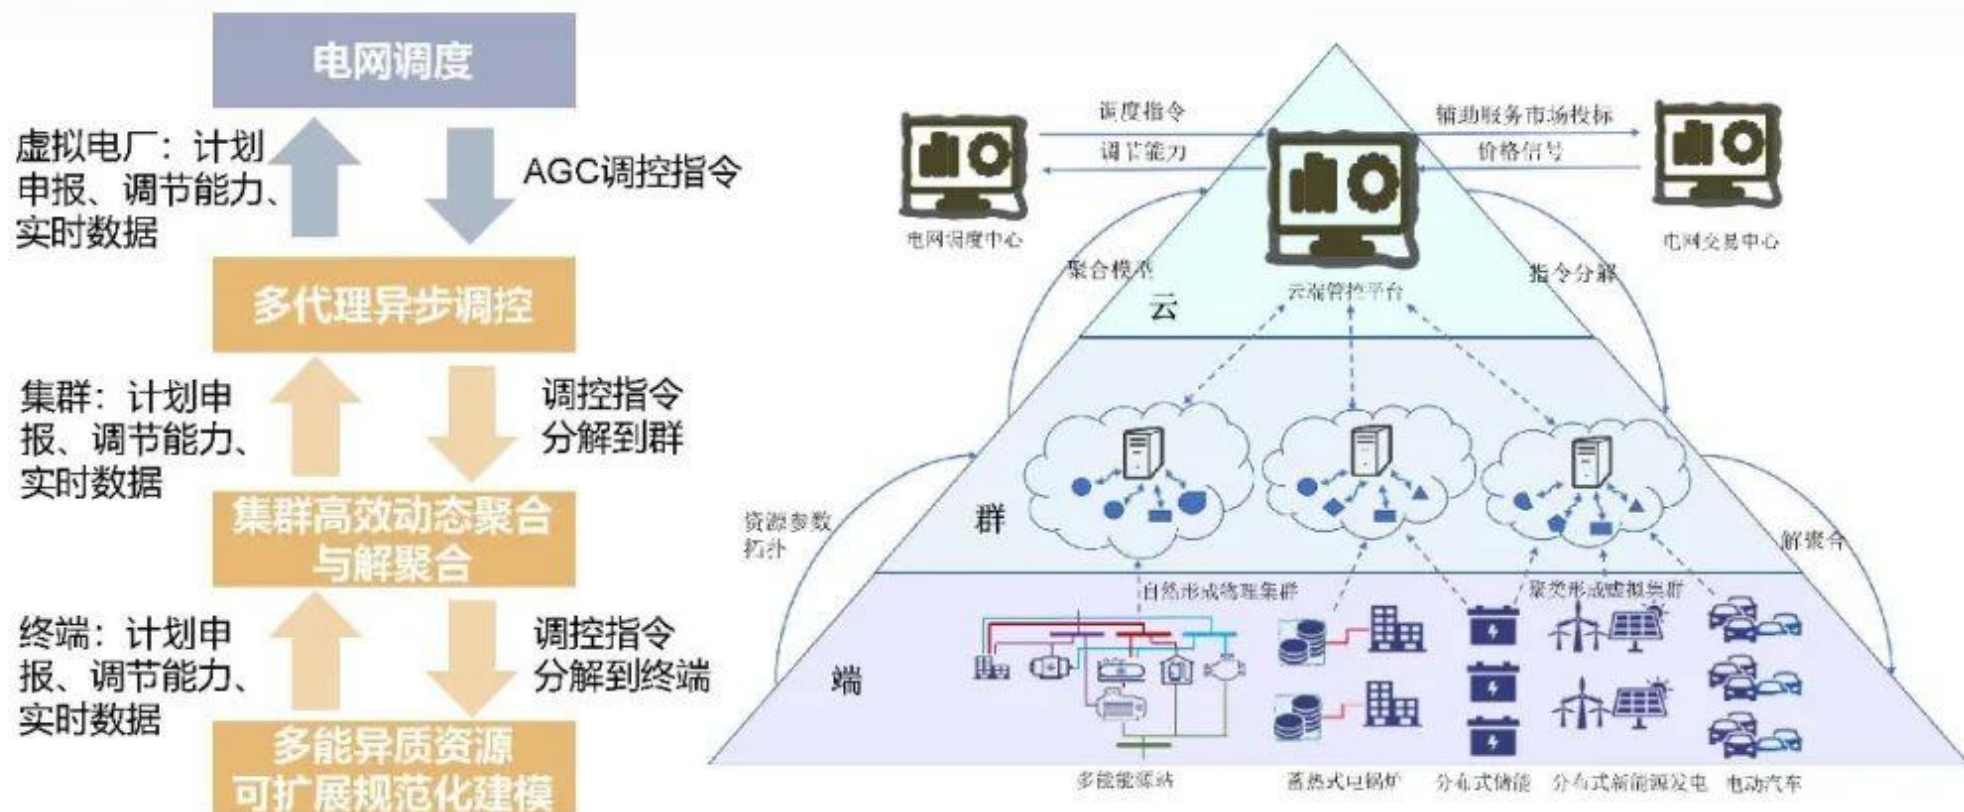 电网调度
虚拟电厂：计划
申报、调节能力、
实时数据
AGC调控指令
多代理异步调控
集群：计划申
报、调节能力、
实时数据
调控指令
分解到群
集群高效动态聚合
与解聚合
终端：计划申
报、调节能力、
实时数据
调控指令
分解到终端
多能异质资源
可扩展规范化建模
调度指令
调节能力
辅助服务市场投标
价格信号
电网调度中心
电网交易中心
聚合模型
指令分解
云端管控平台
云
群
资源参数
拓扑
解聚合
自然形成物理集群
聚类形成虚拟集群
端
多能能源站
蓄热式电锅炉
分布式储能
分布式新能源发电
电动汽车